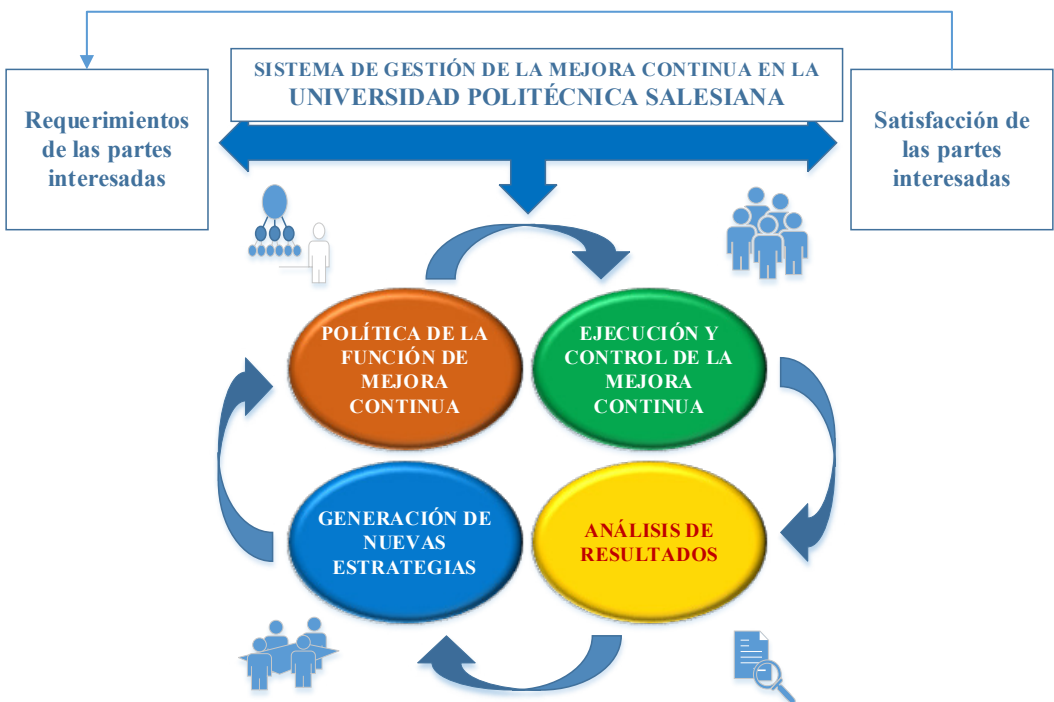 SISTEMA DE GESTIÓN DE LA MEJORA CONTINUA EN LA
UNIVERSIDAD POLITÉCNICA SALESIANA
Requerimientos
de las partes
interesadas
Satisfacción de
las partes
interesadas
POLÍTICA DE LA
FUNCIÓN DE
MEJORA
CONTINUA
EJECUCIÓN Y
CONTROL DE LA
MEJORA
CONTINUA
GENERACIÓN DE
NUEVAS
ESTRATEGIAS
ANÁLISIS DE
RESULTADOS